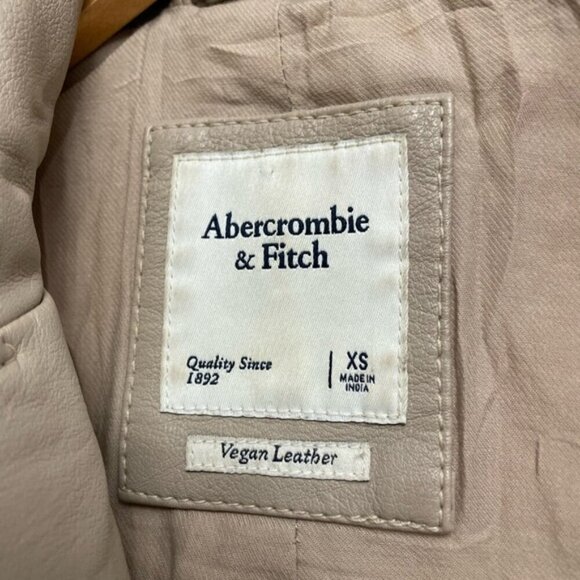 Abercrombie
& Fitch
Quality Since
1892
XS
MADE IN
INDIA
Vegan Leather